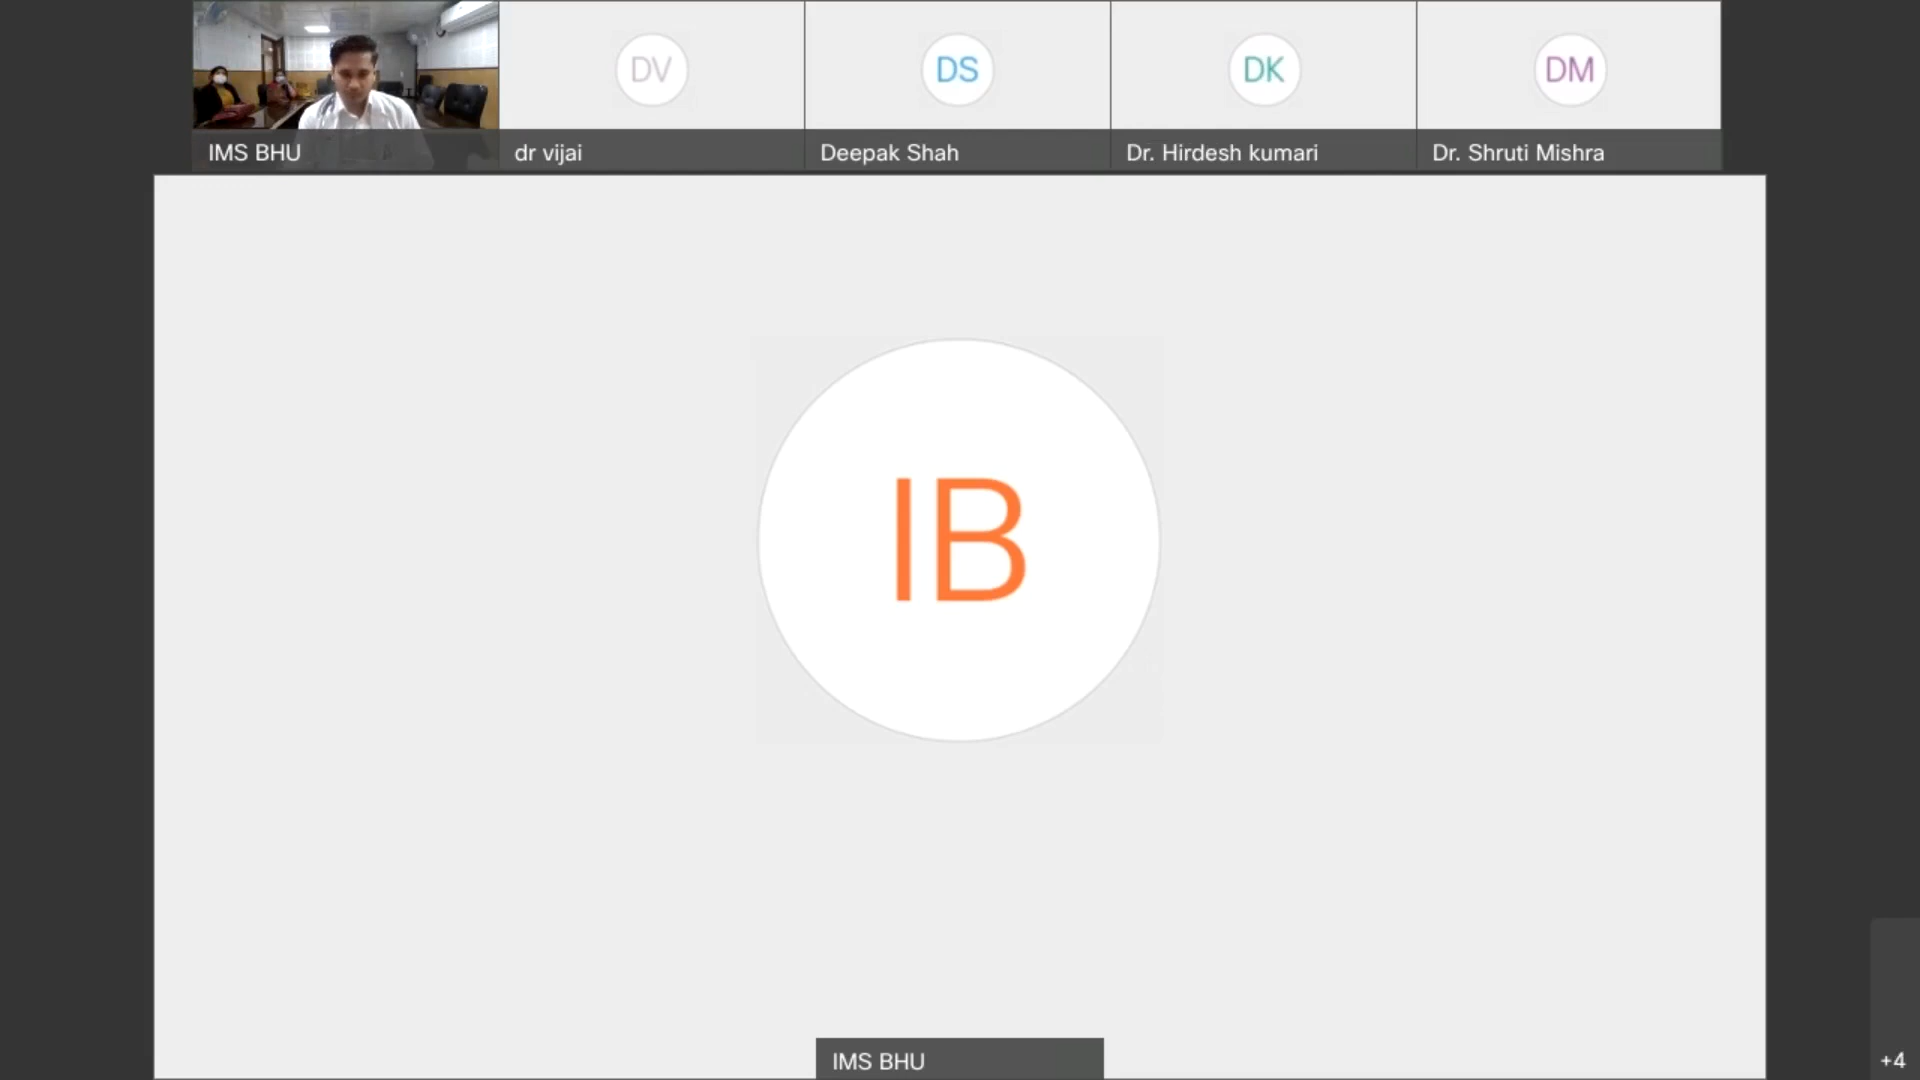 DV
DS
DK
DM
IMS BHU
dr vijai
Deepak Shah
Dr. Hirdesh kumari
Dr. Shruti Mishra
IB
IMS BHU
+4